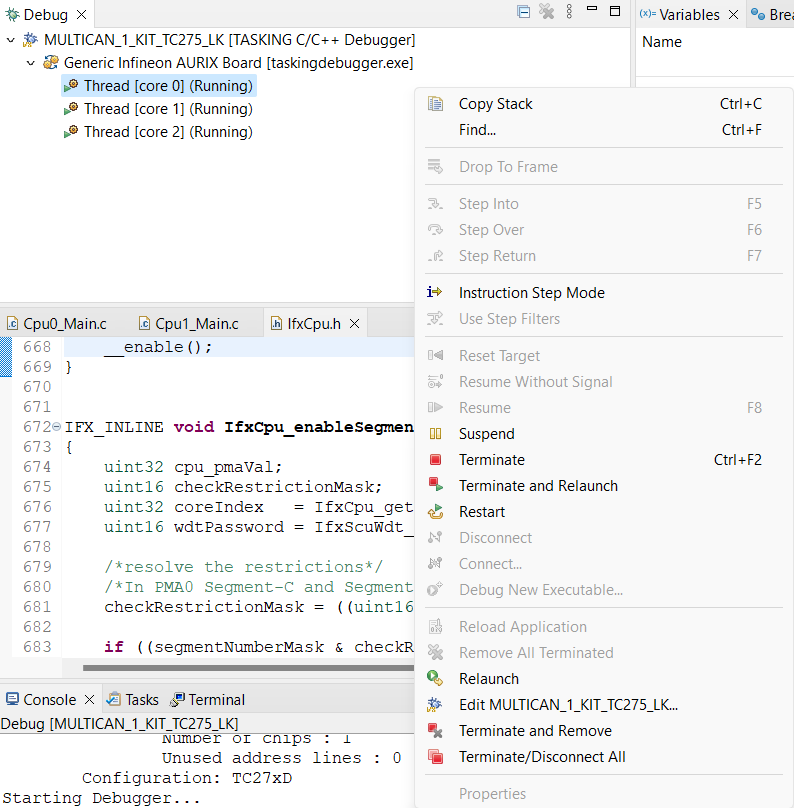 Debug
(x)= Variables
Brea
Name
MULTICAN_1_KIT_TC275_LK [TASKING C/C++ Debugger]
Generic Infineon AURIX Board [taskingdebugger.exe]
Thread [core 0] (Running)
Thread [core 1] (Running)
Thread [core 2] (Running)
Copy Stack Ctrl+C
Find... Ctrl+F
Drop To Frame
Step Into F5
Step Over F6
Step Return F7
Instruction Step Mode
Use Step Filters
Reset Target
Resume Without Signal
Resume F8
Suspend
Terminate Ctrl+F2
Terminate and Relaunch
Restart
Disconnect
Connect...
Debug New Executable...
Reload Application
Remove All Terminated
Relaunch
Edit MULTICAN_1_KIT_TC275_LK...
Terminate and Remove
Terminate/Disconnect All
Properties
Cpu0_Main.c Cpu1_Main.c IfxCpu.h
668 __enable();
669 }
670
671
672 IFX_INLINE void IfxCpu_enableSegmen
673 {
674 uint32 cpu_pmaVal;
675 uint16 checkRestrictionMask;
676 uint32 coreIndex = IfxCpu_get
677 uint16 wdtPassword = IfxScuWdt_
678
679 /*resolve the restrictions*/
680 /*In PMA0 Segment-C and Segment
681 checkRestrictionMask = ((uint16
682
683 if ((segmentNumberMask & checkR
Console Tasks Terminal
Debug [MULTICAN_1_KIT_TC275_LK]
Number of chips : 1
Unused address lines : 0
Configuration: TC27xD
Starting Debugger...